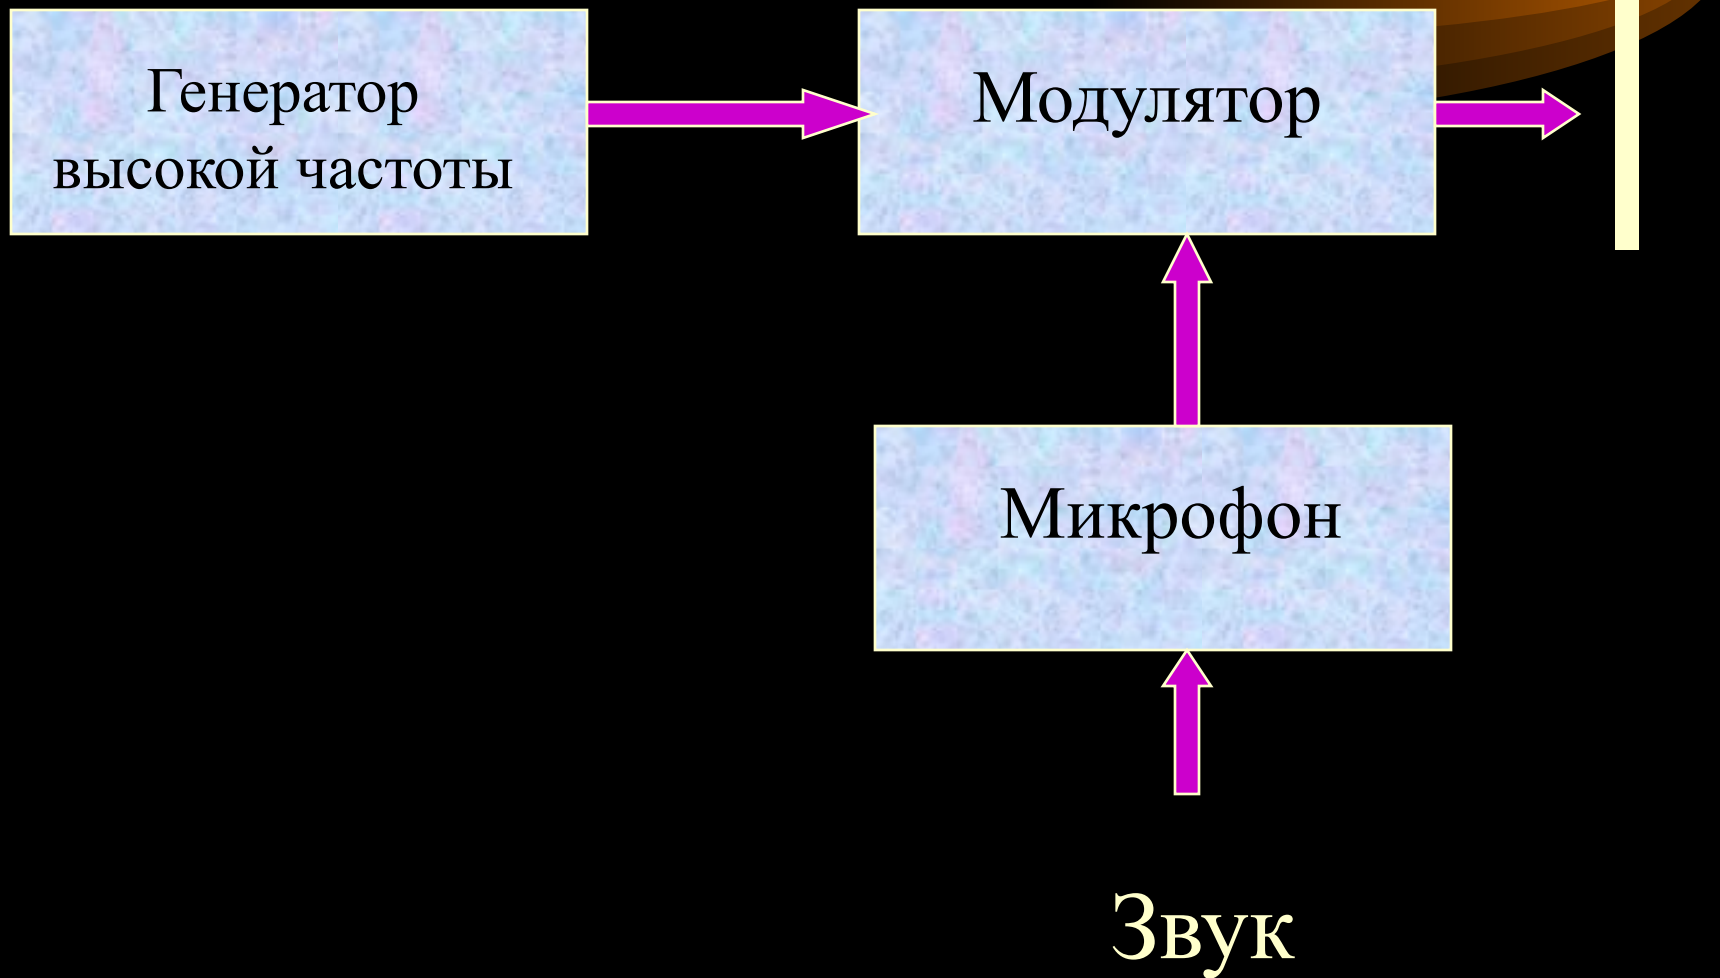 Генератор
высокой частоты
Модулятор
Микрофон
Звук